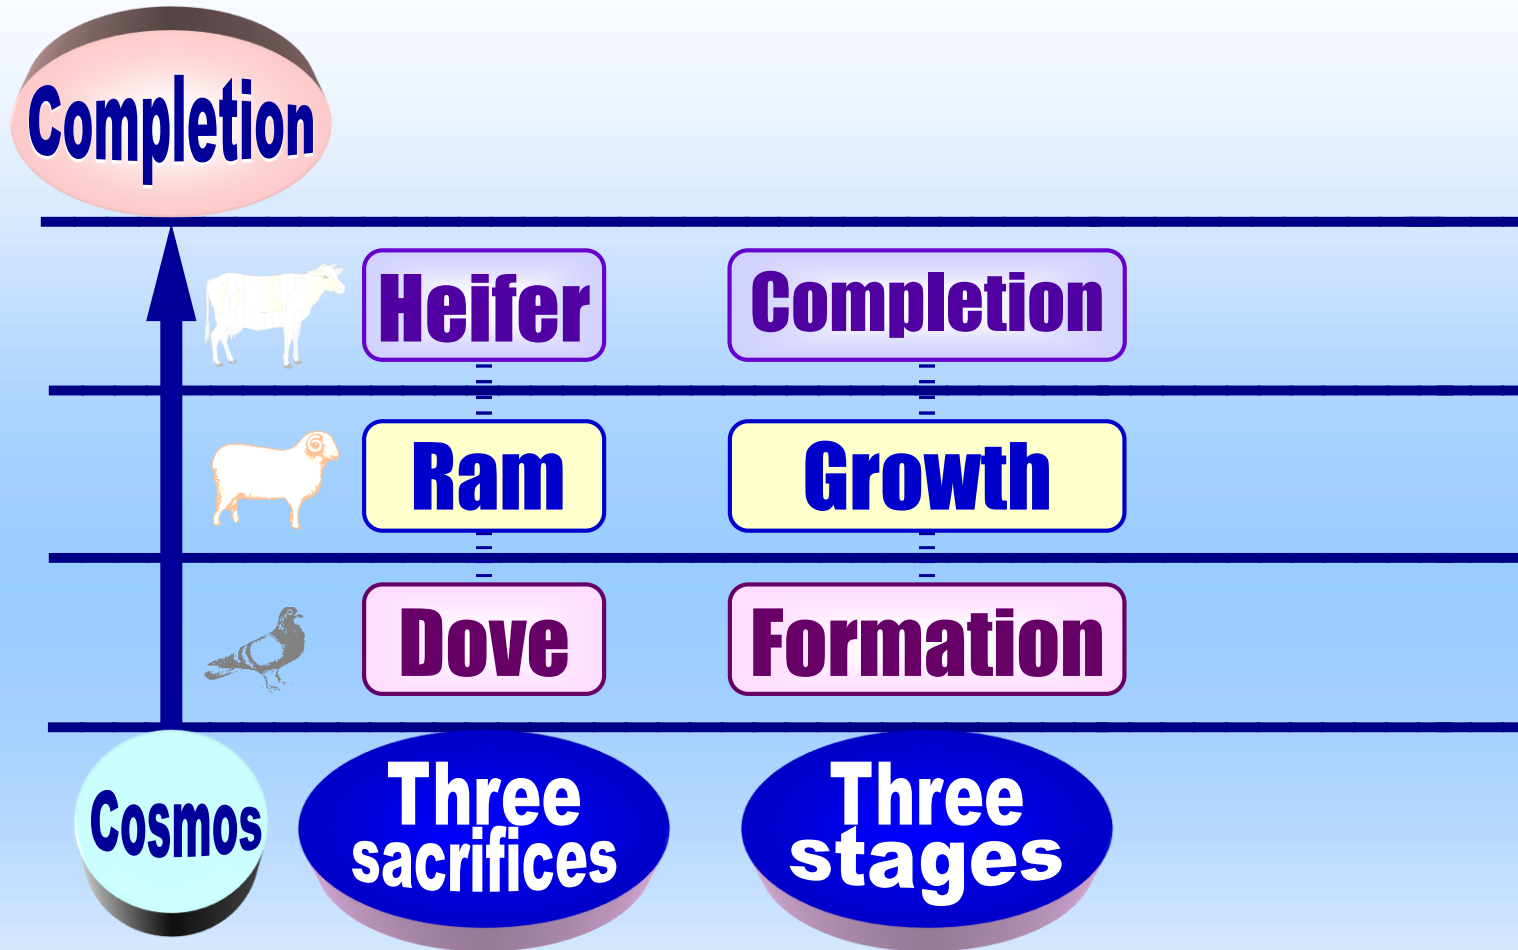 Completion
Heifer
Completion
Ram
Growth
Dove
Formation
Cosmos
Three
sacrifices
Three
stages